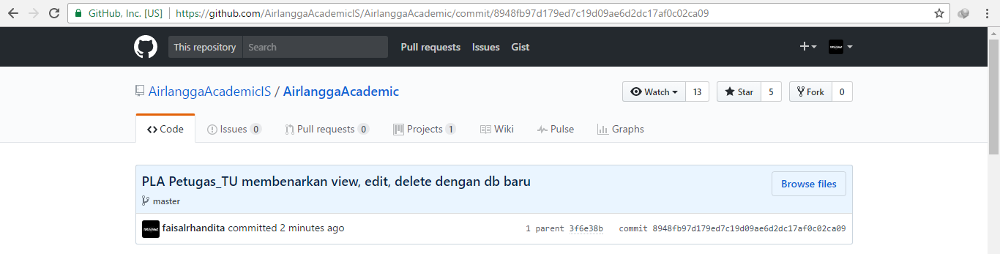 GitHub, Inc. [US] https://github.com/AirlanggaAcademicIS/AirlanggaAcademic/commit/8948fb97d179ed7c19d09ae6d2dc17af0c02ca09
This repository Search Pull requests Issues Gist
AirlanggaAcademicIS / AirlanggaAcademic Watch 13 Star 5 Fork 0
Code Issues 0 Pull requests 0 Projects 1 Wiki Pulse Graphs
PLA Petugas_TU membenarkan view, edit, delete dengan db baru Browse files
master
faisalrhandita committed 2 minutes ago 1 parent 3f6e38b commit 8948fb97d179ed7c19d09ae6d2dc17af0c02ca09